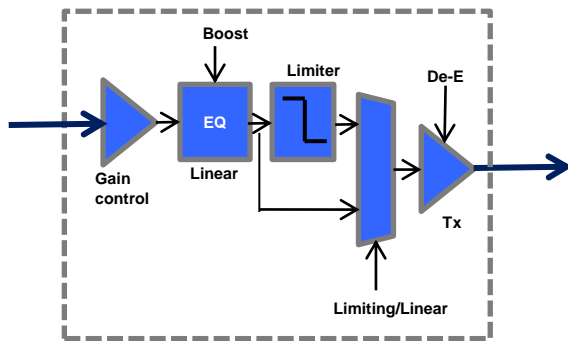 Boost
Limiter
De-E
EQ
Gain
control
Linear
Tx
Limiting/Linear